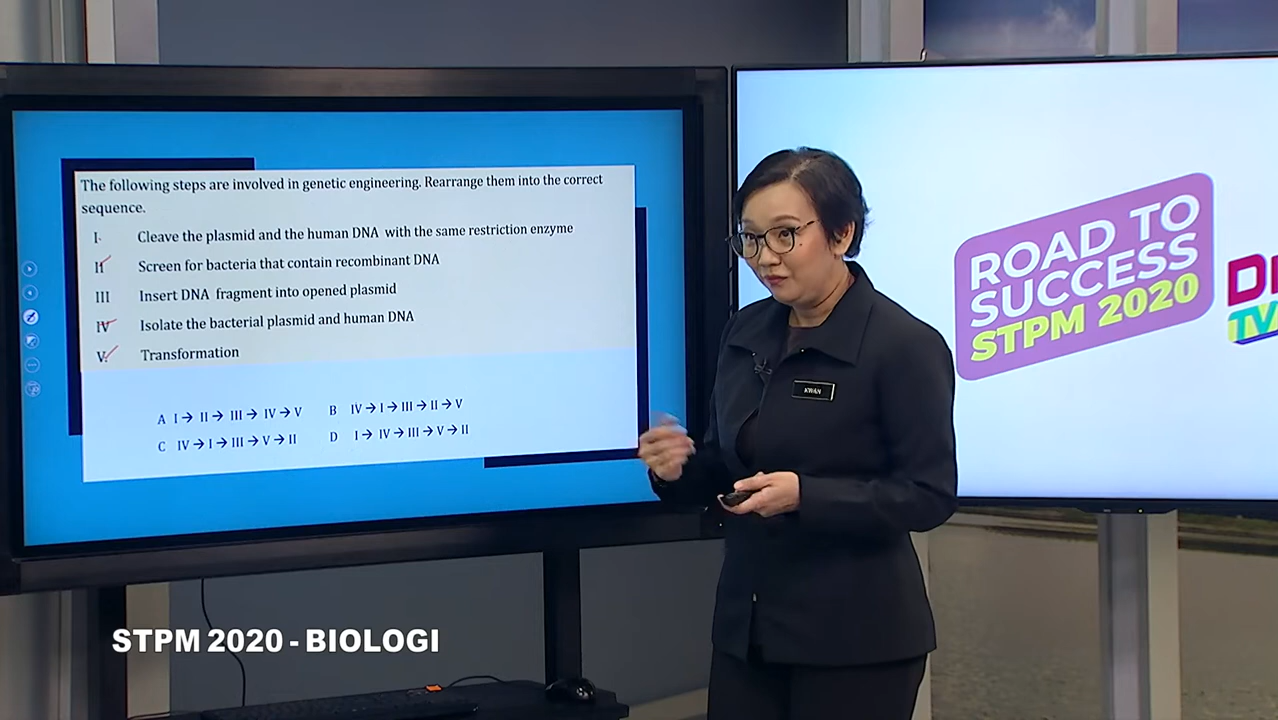 The following steps are involved in genetic engineering. Rearrange them into the correct
sequence.
I. Cleave the plasmid and the human DNA with the same restriction enzyme
II Screen for bacteria that contain recombinant DNA
III Insert DNA fragment into opened plasmid
IV Isolate the bacterial plasmid and human DNA
V. Transformation
A I → II → III → IV → V B IV → I → III → II → V
C IV → I → III → V → II D I → IV → III → V → II
KWAN
ROAD TO
SUCCESS
STPM 2020
TV
STPM 2020 - BIOLOGI